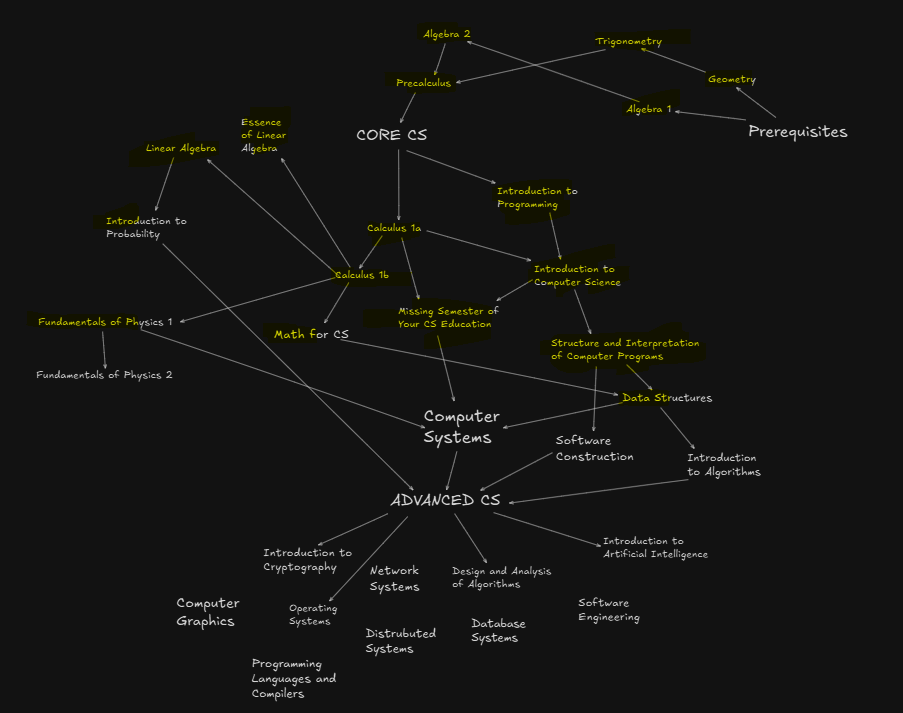 Algebra 2
Trigonometry
Geometry
Precalculus
Algebra 1
Prerequisites
CORE CS
Essence
of Linear
Algebra
Linear Algebra
Introduction to
Programming
Introduction to
Probability
Calculus 1a
Calculus 1b
Introduction to
Computer Science
Missing Semester of
Your CS Education
Fundamentals of Physics 1
Math for CS
Structure and Interpretation
of Computer Programs
Fundamentals of Physics 2
Data Structures
Computer
Systems
Software
Construction
Introduction
to Algorithms
ADVANCED CS
Introduction to
Cryptography
Network
Systems
Design and Analysis
of Algorithms
Introduction to
Artificial Intelligence
Computer
Graphics
Operating
Systems
Distrubuted
Systems
Database
Systems
Software
Engineering
Programming
Languages and
Compilers